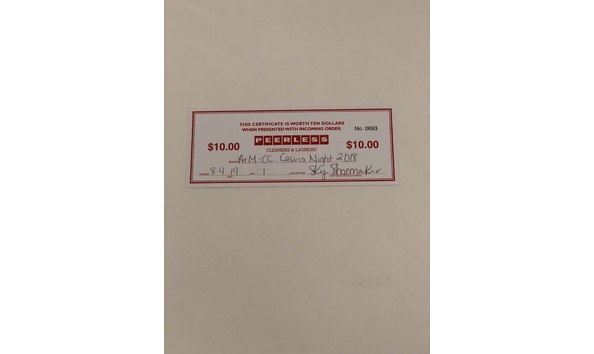 THIS CERTIFICATE IS WORTH TEN DOLLARS
WHEN PRESENTED WITH INCOMING ORDER.
No. 0693
$10.00 PEERLESS $10.00
CLEANERS & LAUNDRY
A+M-CC Casino Night 2018
8.4.19 1 Sky Shoemaker